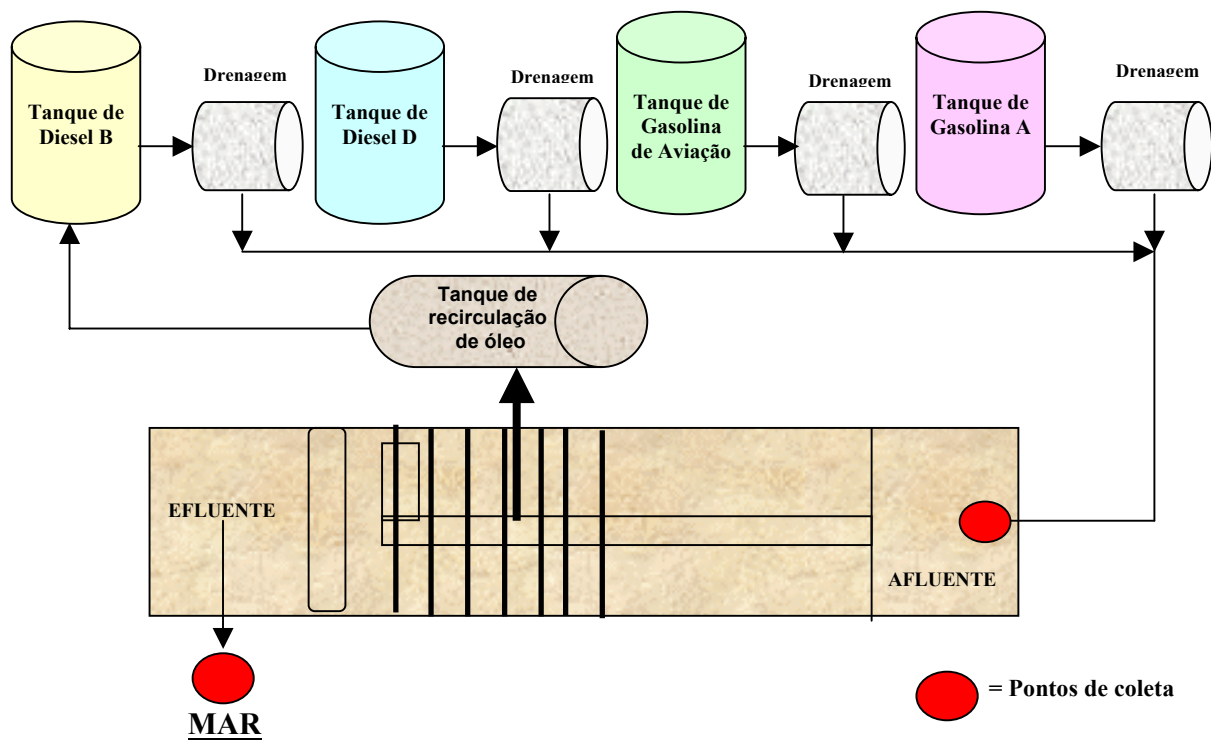 Drenagem
Drenagem
Drenagem
Drenagem
Tanque de
Diesel B
Tanque de
Diesel D
Tanque de
Gasolina
de Aviação
Tanque de
Gasolina A
Tanque de
recirculação
de óleo
EFLUENTE
AFLUENTE
MAR
= Pontos de coleta